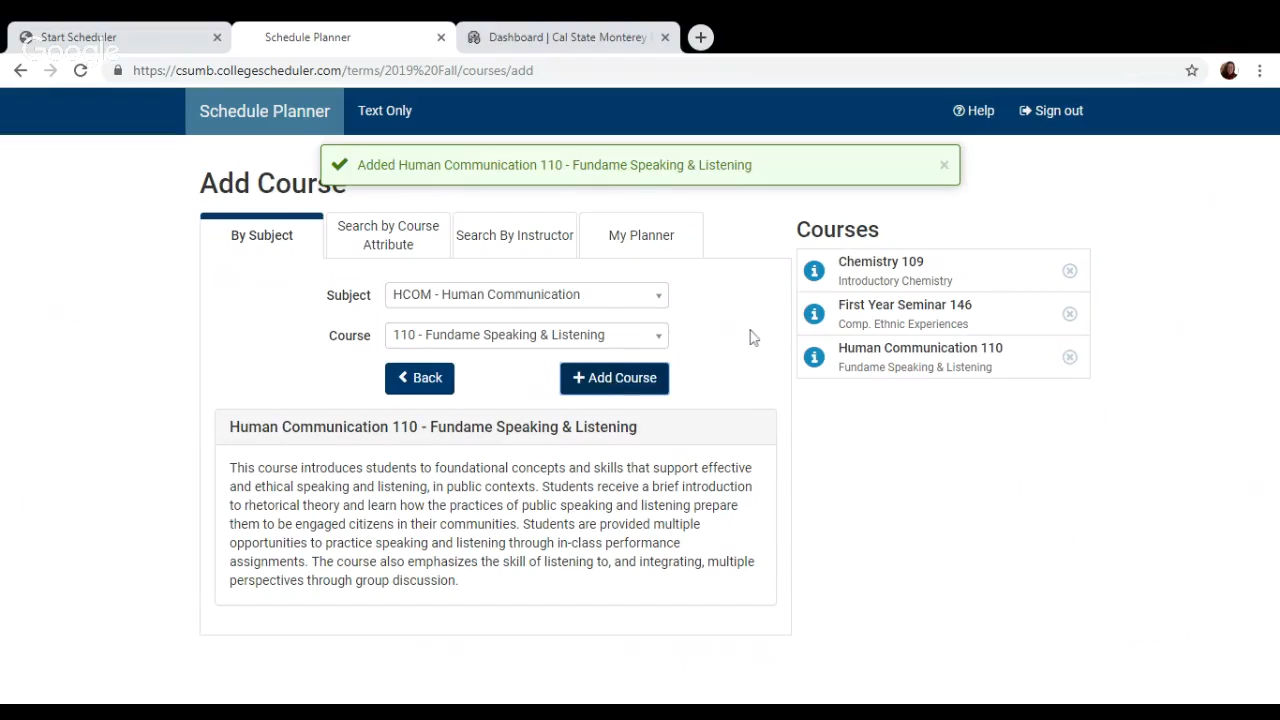 Start Scheduler
Schedule Planner
Dashboard | Cal State Monterey
Google
https://csumb.collegescheduler.com/terms/2019%20Fall/courses/add
Schedule Planner
Text Only
Help
Sign out
Added Human Communication 110 - Fundame Speaking & Listening
Add Course
By Subject
Search by Course
Attribute
Search By Instructor
My Planner
Subject
HCOM - Human Communication
Course
110 - Fundame Speaking & Listening
Back
Add Course
Human Communication 110 - Fundame Speaking & Listening
This course introduces students to foundational concepts and skills that support effective
and ethical speaking and listening, in public contexts. Students receive a brief introduction
to rhetorical theory and learn how the practices of public speaking and listening prepare
them to be engaged citizens in their communities. Students are provided multiple
opportunities to practice speaking and listening through in-class performance
assignments. The course also emphasizes the skill of listening to, and integrating, multiple
perspectives through group discussion.
Courses
Chemistry 109
Introductory Chemistry
First Year Seminar 146
Comp. Ethnic Experiences
Human Communication 110
Fundame Speaking & Listening